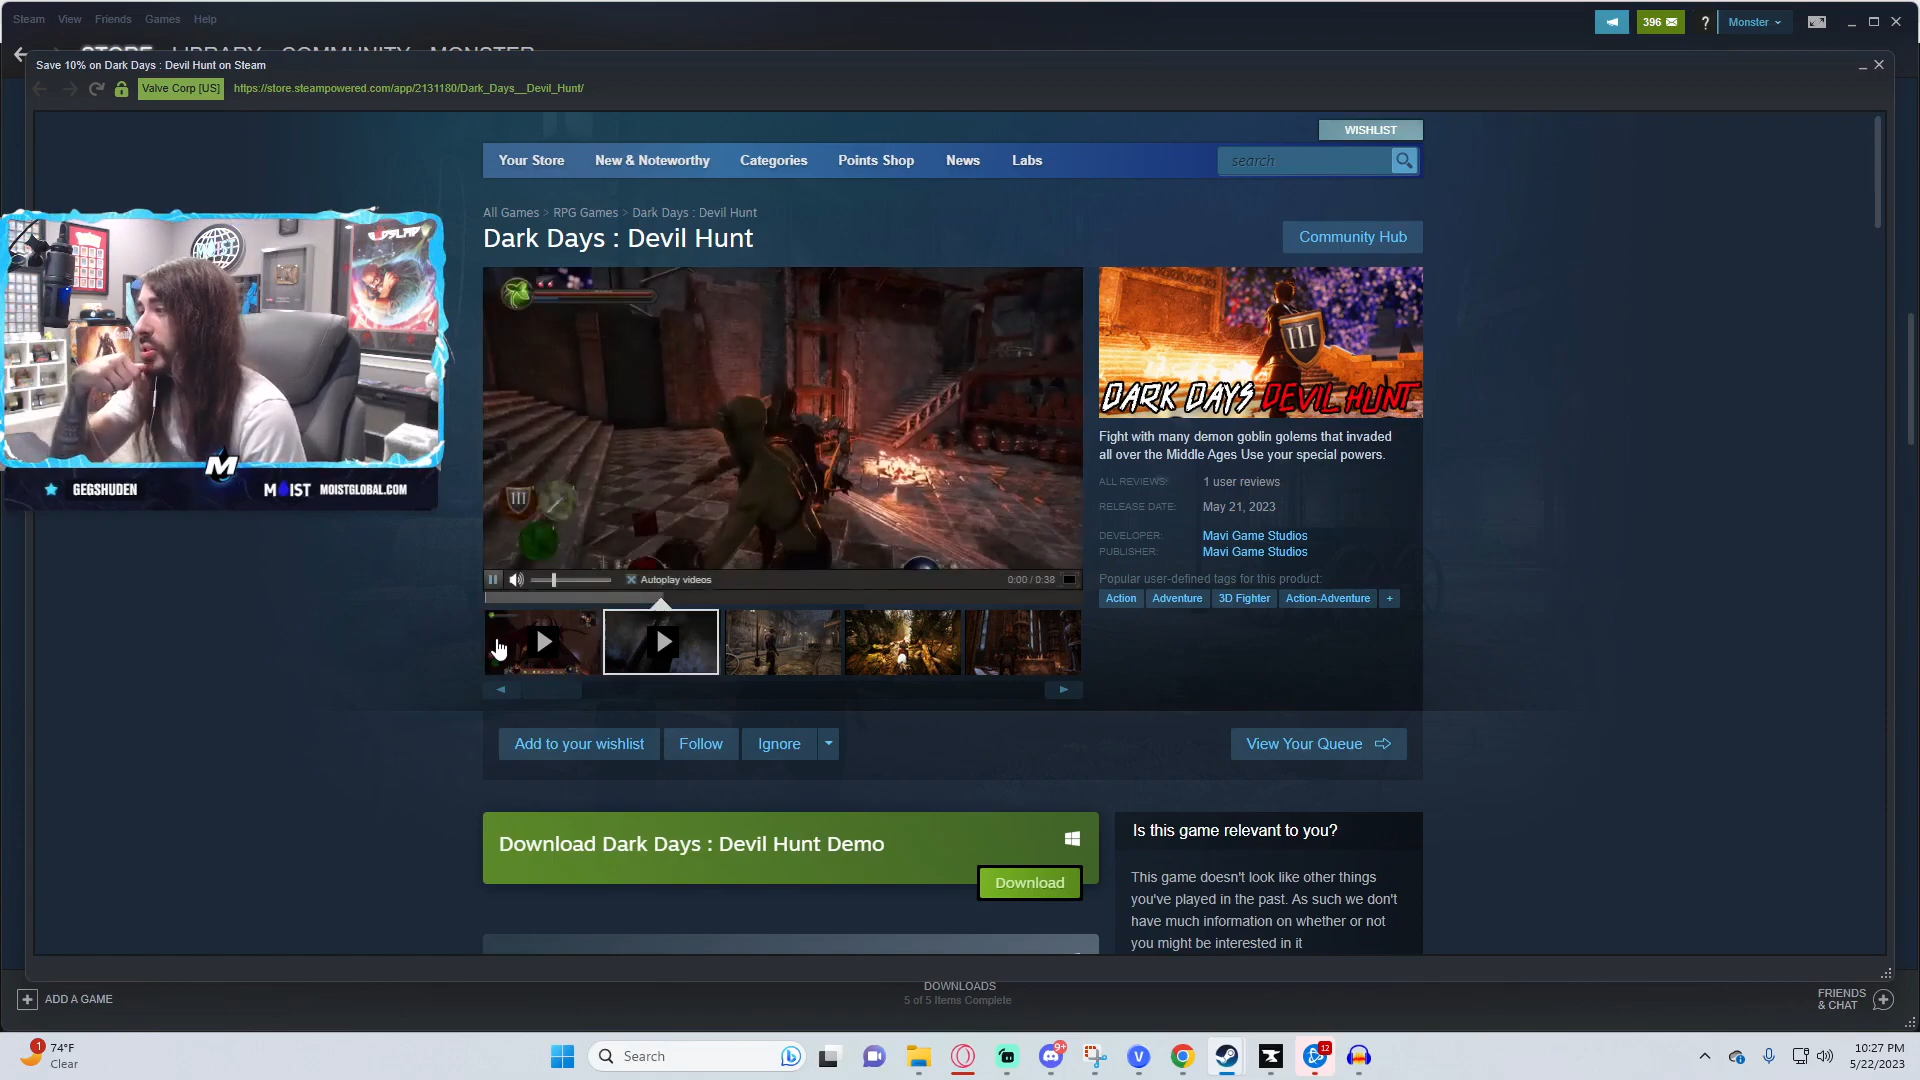 Steam View Friends Games Help
396
?
Monster
STORE LIBRARY COMMUNITY MONSTER
Save 10% on Dark Days : Devil Hunt on Steam
Valve Corp [US]
https://store.steampowered.com/app/2131180/Dark_Days__Devil_Hunt/
WISHLIST
Your Store New & Noteworthy Categories Points Shop News Labs
search
All Games > RPG Games > Dark Days : Devil Hunt
Dark Days : Devil Hunt
Community Hub
III
DARK DAYS DEVIL HUNT
Fight with many demon goblin golems that invaded
all over the Middle Ages Use your special powers.
ALL REVIEWS: 1 user reviews
RELEASE DATE: May 21, 2023
DEVELOPER: Mavi Game Studios
PUBLISHER: Mavi Game Studios
Popular user-defined tags for this product:
Action Adventure 3D Fighter Action-Adventure +
III
Autoplay videos
0:00 / 0:38
M
GEGSHUDEN
MOIST MOISTGLOBAL.COM
Add to your wishlist Follow Ignore
View Your Queue
Download Dark Days : Devil Hunt Demo
Download
Is this game relevant to you?
This game doesn't look like other things
you've played in the past. As such we don't
have much information on whether or not
you might be interested in it
ADD A GAME
DOWNLOADS
5 of 5 Items Complete
FRIENDS
& CHAT
1
74°F
Clear
Search
9+
V
12
10:27 PM
5/22/2023